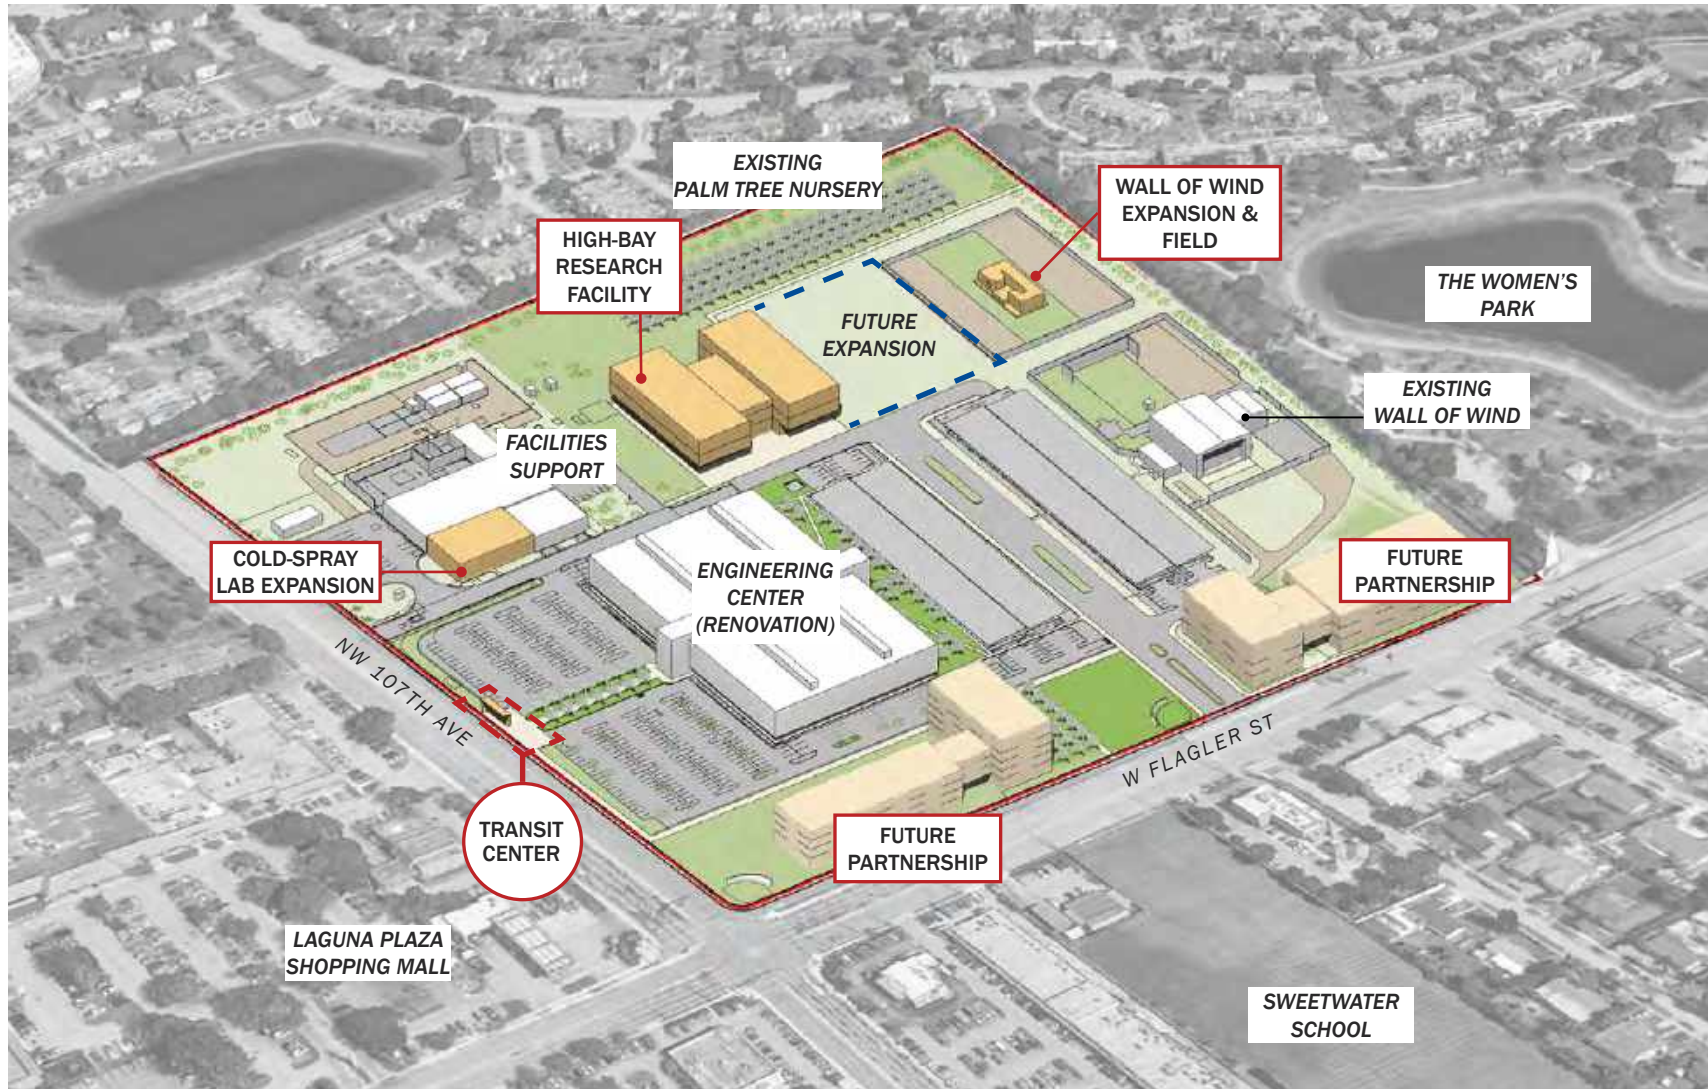 EXISTING
PALM TREE NURSERY
WALL OF WIND
EXPANSION &
FIELD
HIGH-BAY
RESEARCH
FACILITY
THE WOMEN'S
PARK
FUTURE
EXPANSION
EXISTING
WALL OF WIND
FACILITIES
SUPPORT
COLD-SPRAY
LAB EXPANSION
ENGINEERING
CENTER
(RENOVATION)
FUTURE
PARTNERSHIP
NW 107TH AVE
W FLAGLER ST
TRANSIT
CENTER
FUTURE
PARTNERSHIP
LAGUNA PLAZA
SHOPPING MALL
SWEETWATER
SCHOOL